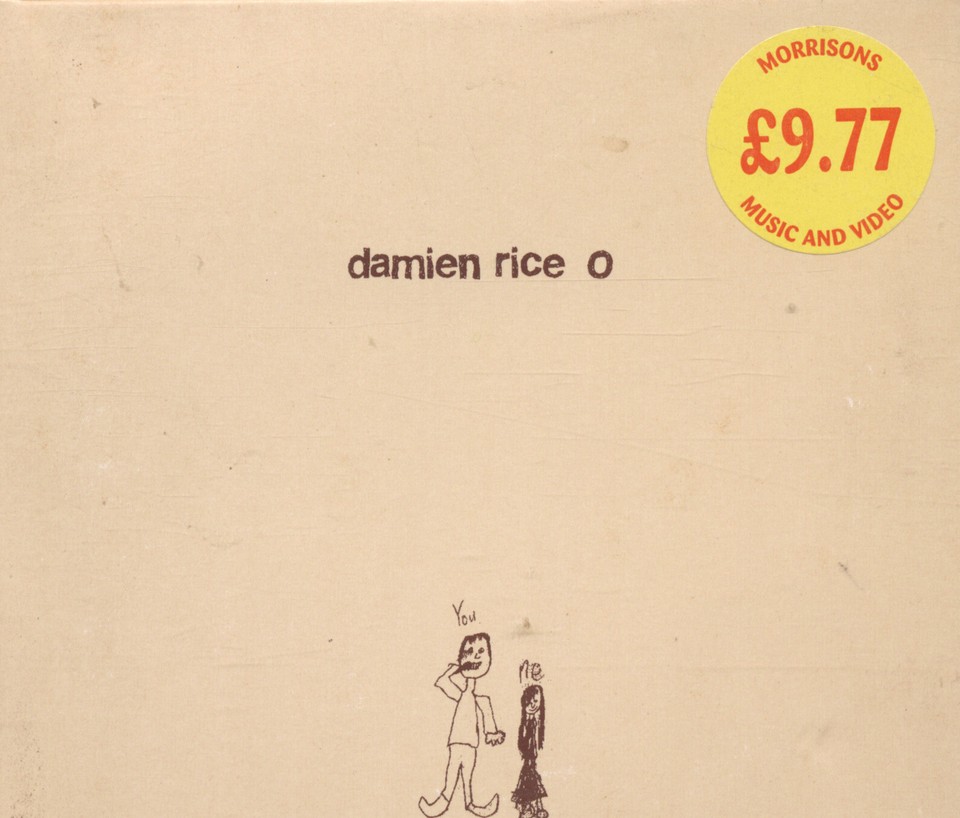 MORRISONS
£9.77
MUSIC AND VIDEO
damien rice O
You
ME